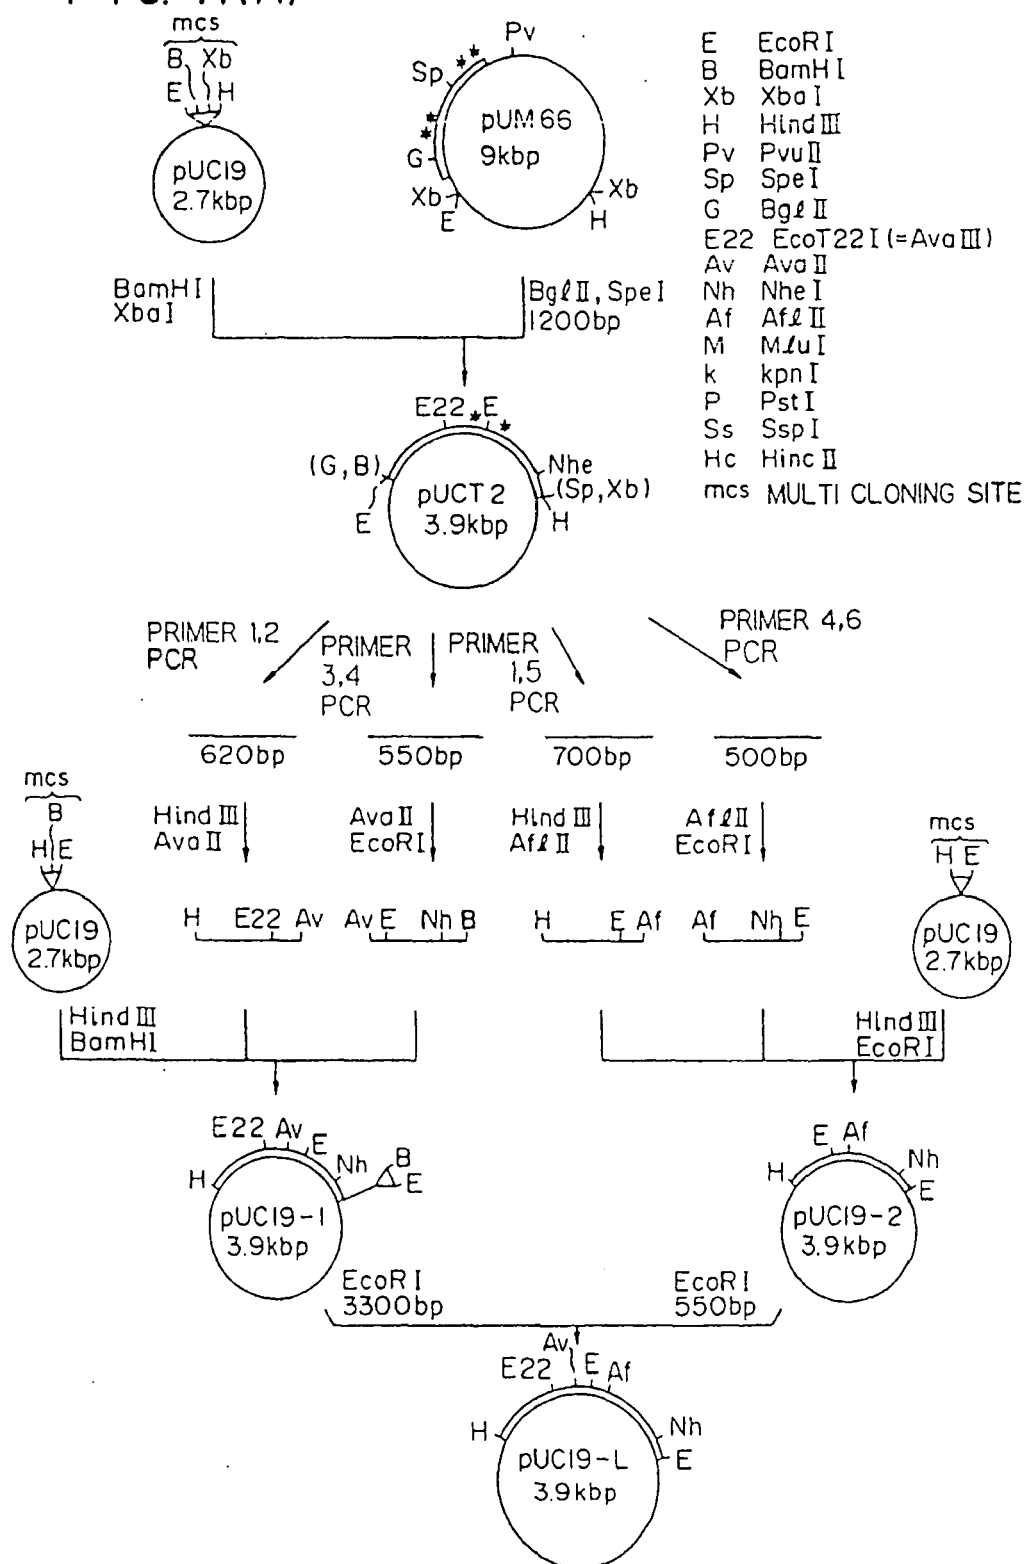 mcs
B Xb
E H
pUC19
2.7kbp
Pv
Sp
* *
*
*
pUM66
9kbp
G
Xb
E
Xb
H
E EcoRI
B BamHI
Xb XbaI
H HindIII
Pv PvuII
Sp SpeI
G BglII
E22 EcoT22I(=AvaIII)
Av AvaII
Nh NheI
Af AflII
M MluI
k kpnI
P PstI
Ss SspI
Hc HincII
mcs MULTI CLONING SITE
BamHI
XbaI
BglII, SpeI
1200bp
E22 * E *
(G,B)
Nhe
(Sp,Xb)
E
H
pUCT2
3.9kbp
PRIMER 1,2
PCR
PRIMER
3,4
PCR
PRIMER
1,5
PCR
PRIMER 4,6
PCR
620bp 550bp 700bp 500bp
mcs
B
H E
pUC19
2.7kbp
HindIII
AvaII
AvaII
EcoRI
HindIII
AflII
AflII
EcoRI
mcs
H E
pUC19
2.7kbp
H E22 Av Av E Nh B H E Af Af Nh E
HindIII
BamHI
HindIII
EcoRI
E22 Av E
H Nh B
E
pUC19-1
3.9kbp
E Af
H Nh
E
pUC19-2
3.9kbp
EcoRI
3300bp
EcoRI
550bp
Av
E22 E Af
H Nh
E
pUC19-L
3.9kbp